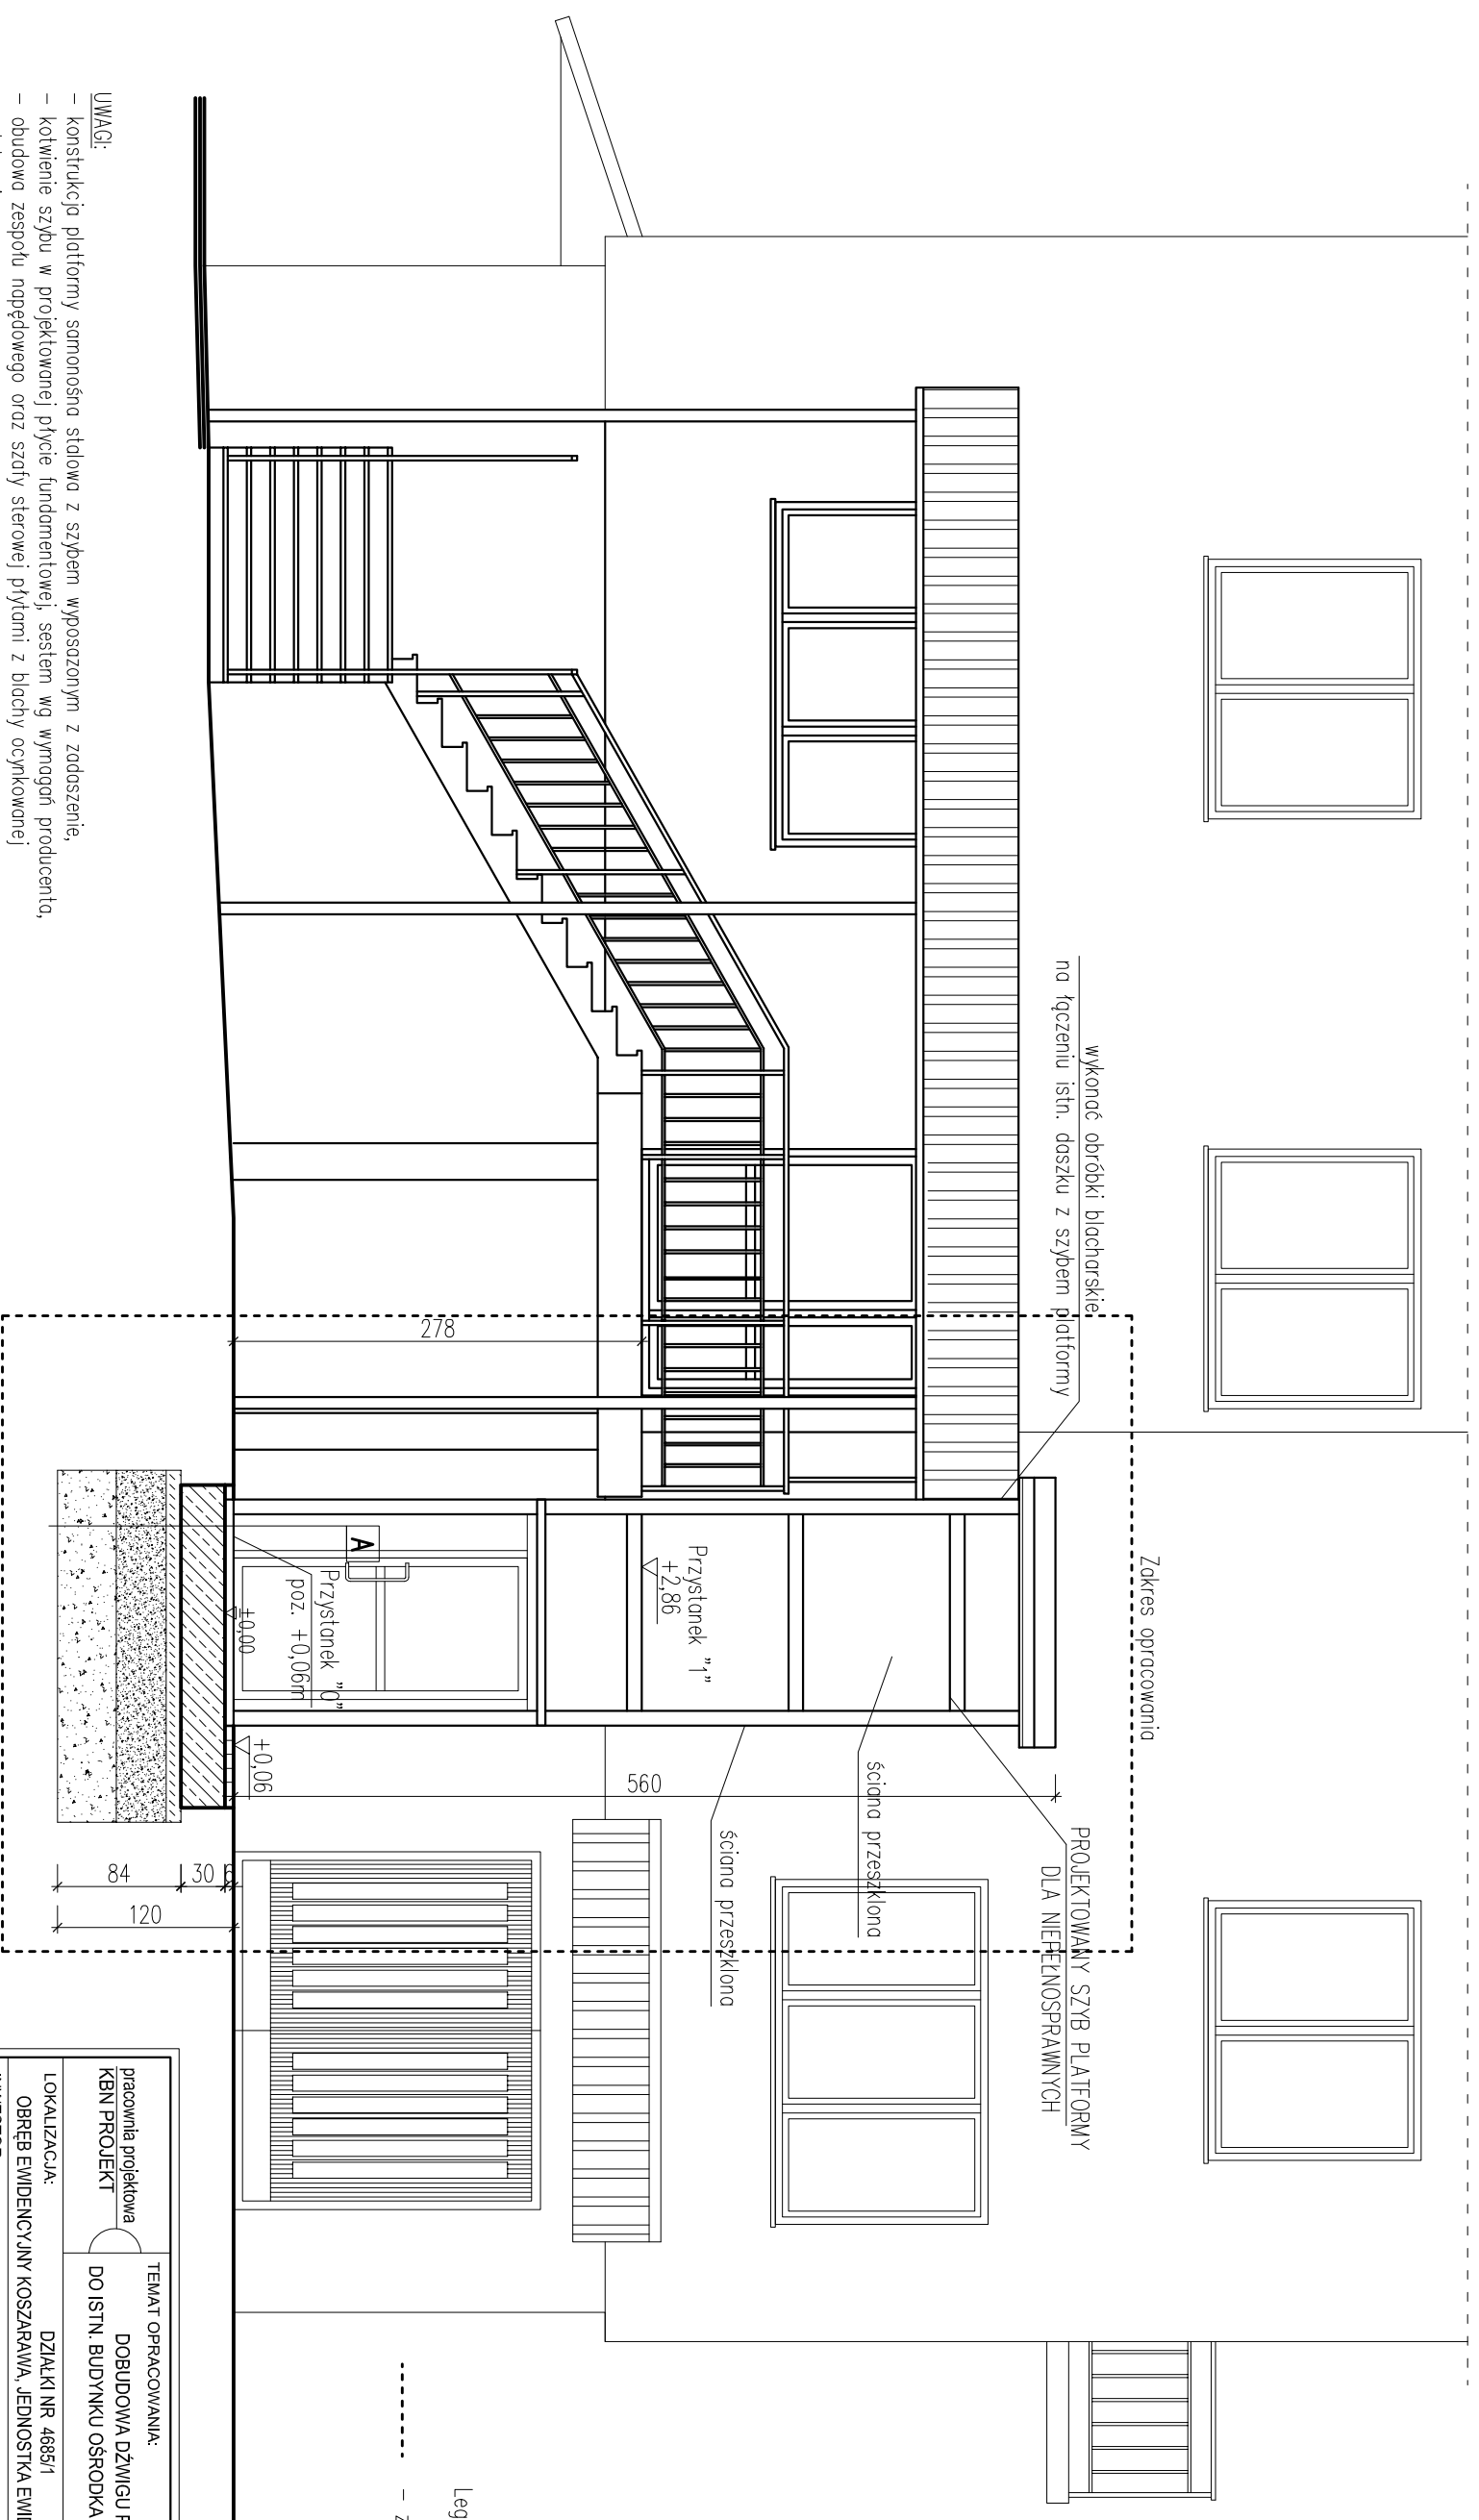 wykonać obróbki blacharskie
na łączeniu istn. daszku z szybem platformy
Zakres opracowania
PROJEKTOWANY SZYB PLATFORMY
DLA NIEPEŁNOSPRAWNYCH
ściana przeszklona
ściana przeszklona
Przystanek "1"
+2,86
278
560
A
Przystanek "0"
poz. +0,06m
±0,00
+0,06
84
30
6
120
UWAGI:
- konstrukcja platformy samonośna stalowa z szybem wyposażonym z zadaszenie,
- kotwienie szybu w projektowanej płycie fundamentowej, sestem wg wymagań producenta,
- obudowa zespołu napędowego oraz szafy sterowej płytami z blachy ocynkowanej
Leg
- z
pracownia projektowa
KBN PROJEKT
TEMAT OPRACOWANIA:
DOBUDOWA DŹWIGU
DO ISTN. BUDYNKU OŚRODKA
LOKALIZACJA:
DZIAŁKI NR 4685/1
OBRĘB EWIDENCYJNY KOSZARAWA, JEDNOSTKA EWID